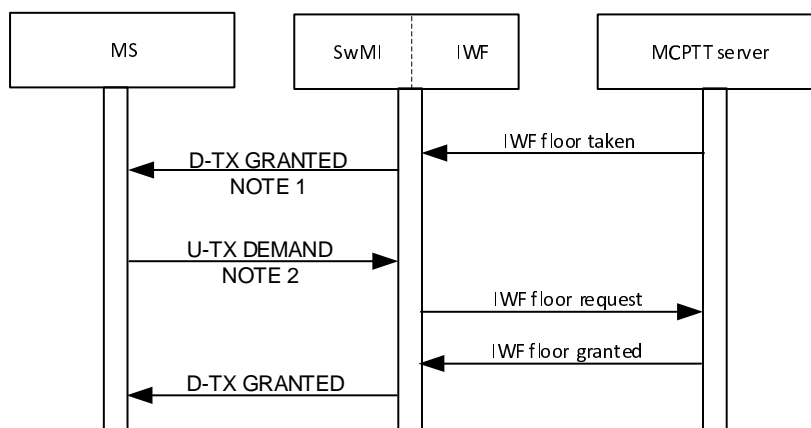 MS
SwMI
IWF
MCPTT server
IWF floor taken
D-TX GRANTED
NOTE 1
U-TX DEMAND
NOTE 2
IWF floor request
IWF floor granted
D-TX GRANTED